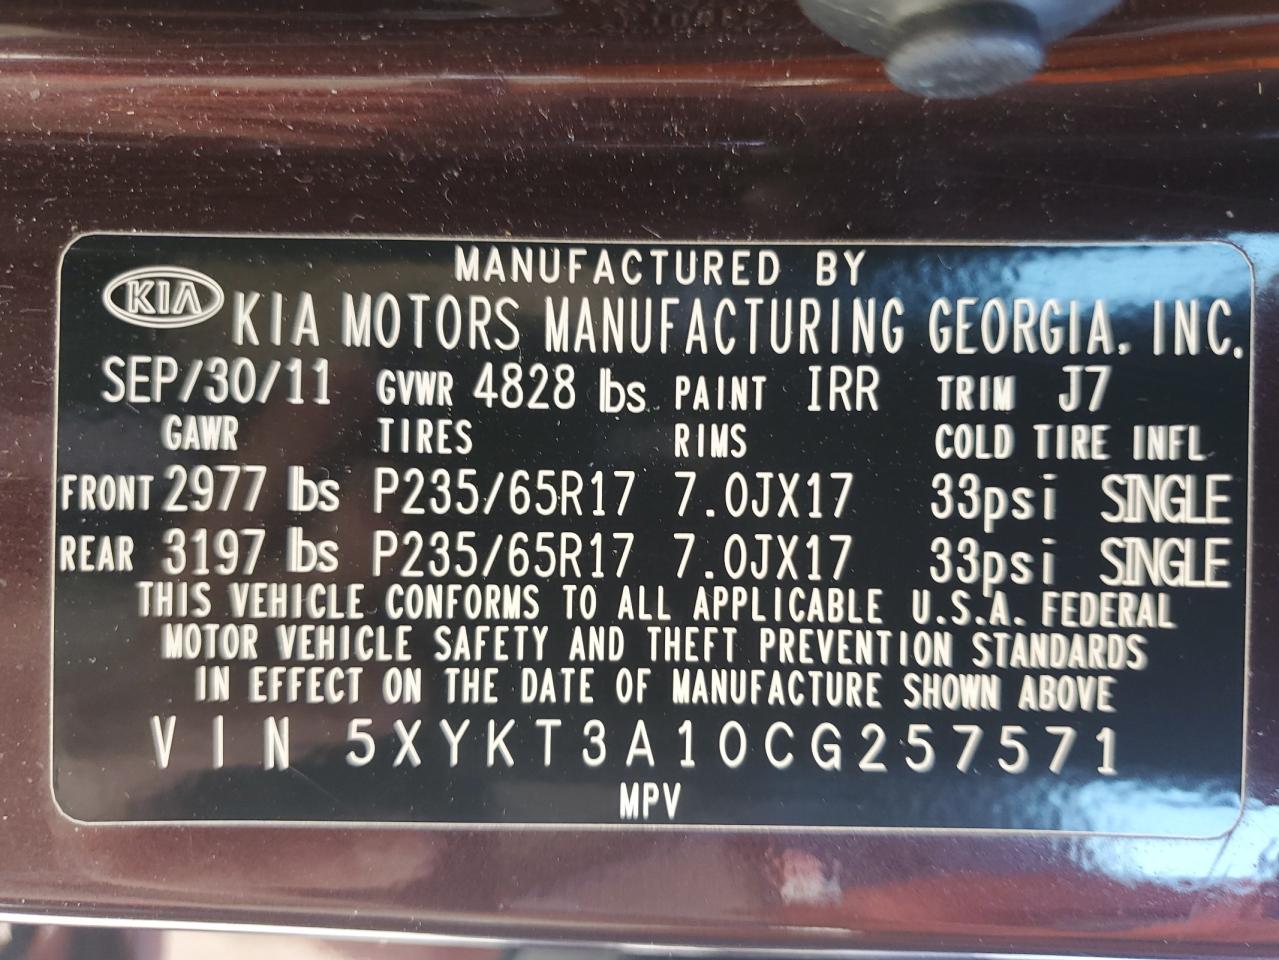 MANUFACTURED BY
KIA KIA MOTORS MANUFACTURING GEORGIA, INC.
SEP/30/11 GVWR 4828 lbs PAINT IRR TRIM J7
GAWR TIRES RIMS COLD TIRE INFL
FRONT 2977 lbs P235/65R17 7.0JX17 33psi SINGLE
REAR 3197 lbs P235/65R17 7.0JX17 33psi SINGLE
THIS VEHICLE CONFORMS TO ALL APPLICABLE U.S.A. FEDERAL
MOTOR VEHICLE SAFETY AND THEFT PREVENTION STANDARDS
IN EFFECT ON THE DATE OF MANUFACTURE SHOWN ABOVE
VIN 5XYKT3A10CG257571
MPV